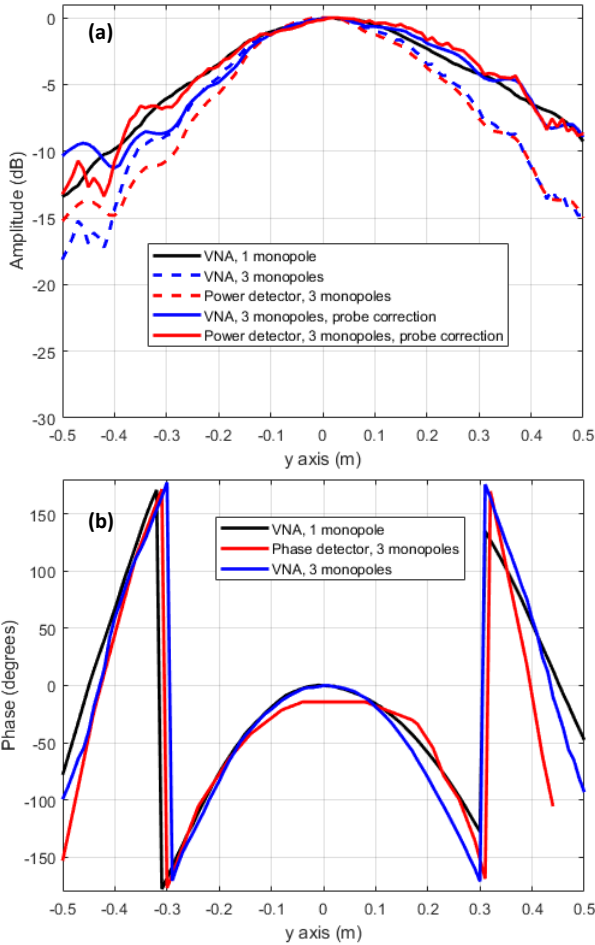 (a)
0
-5
-10
-15
-20
-25
-30
Amplitude (dB)
VNA, 1 monopole
VNA, 3 monopoles
Power detector, 3 monopoles
VNA, 3 monopoles, probe correction
Power detector, 3 monopoles, probe correction
-0.5 -0.4 -0.3 -0.2 -0.1 0 0.1 0.2 0.3 0.4 0.5
y axis (m)
(b)
150
100
50
0
-50
-100
-150
Phase (degrees)
VNA, 1 monopole
Phase detector, 3 monopoles
VNA, 3 monopoles
-0.5 -0.4 -0.3 -0.2 -0.1 0 0.1 0.2 0.3 0.4 0.5
y axis (m)